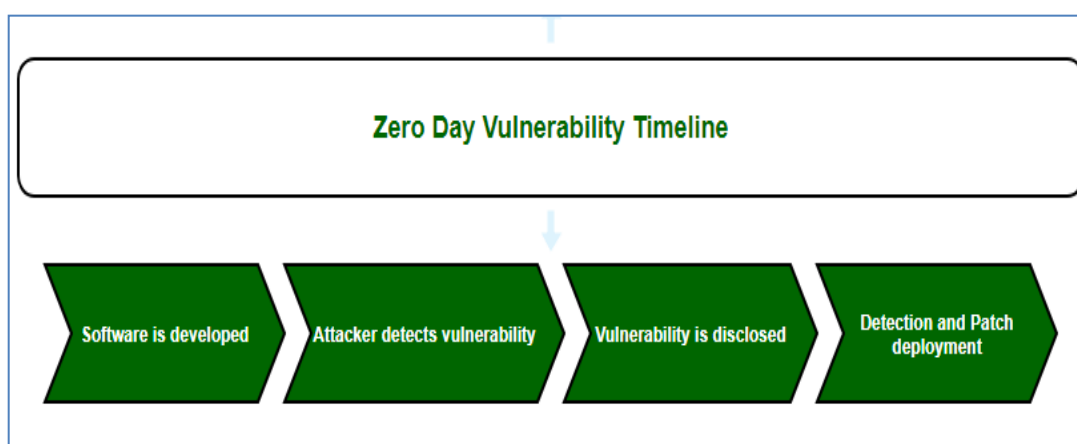 Zero Day Vulnerability Timeline
Software is developed
Attacker detects vulnerability
Vulnerability is disclosed
Detection and Patch
deployment